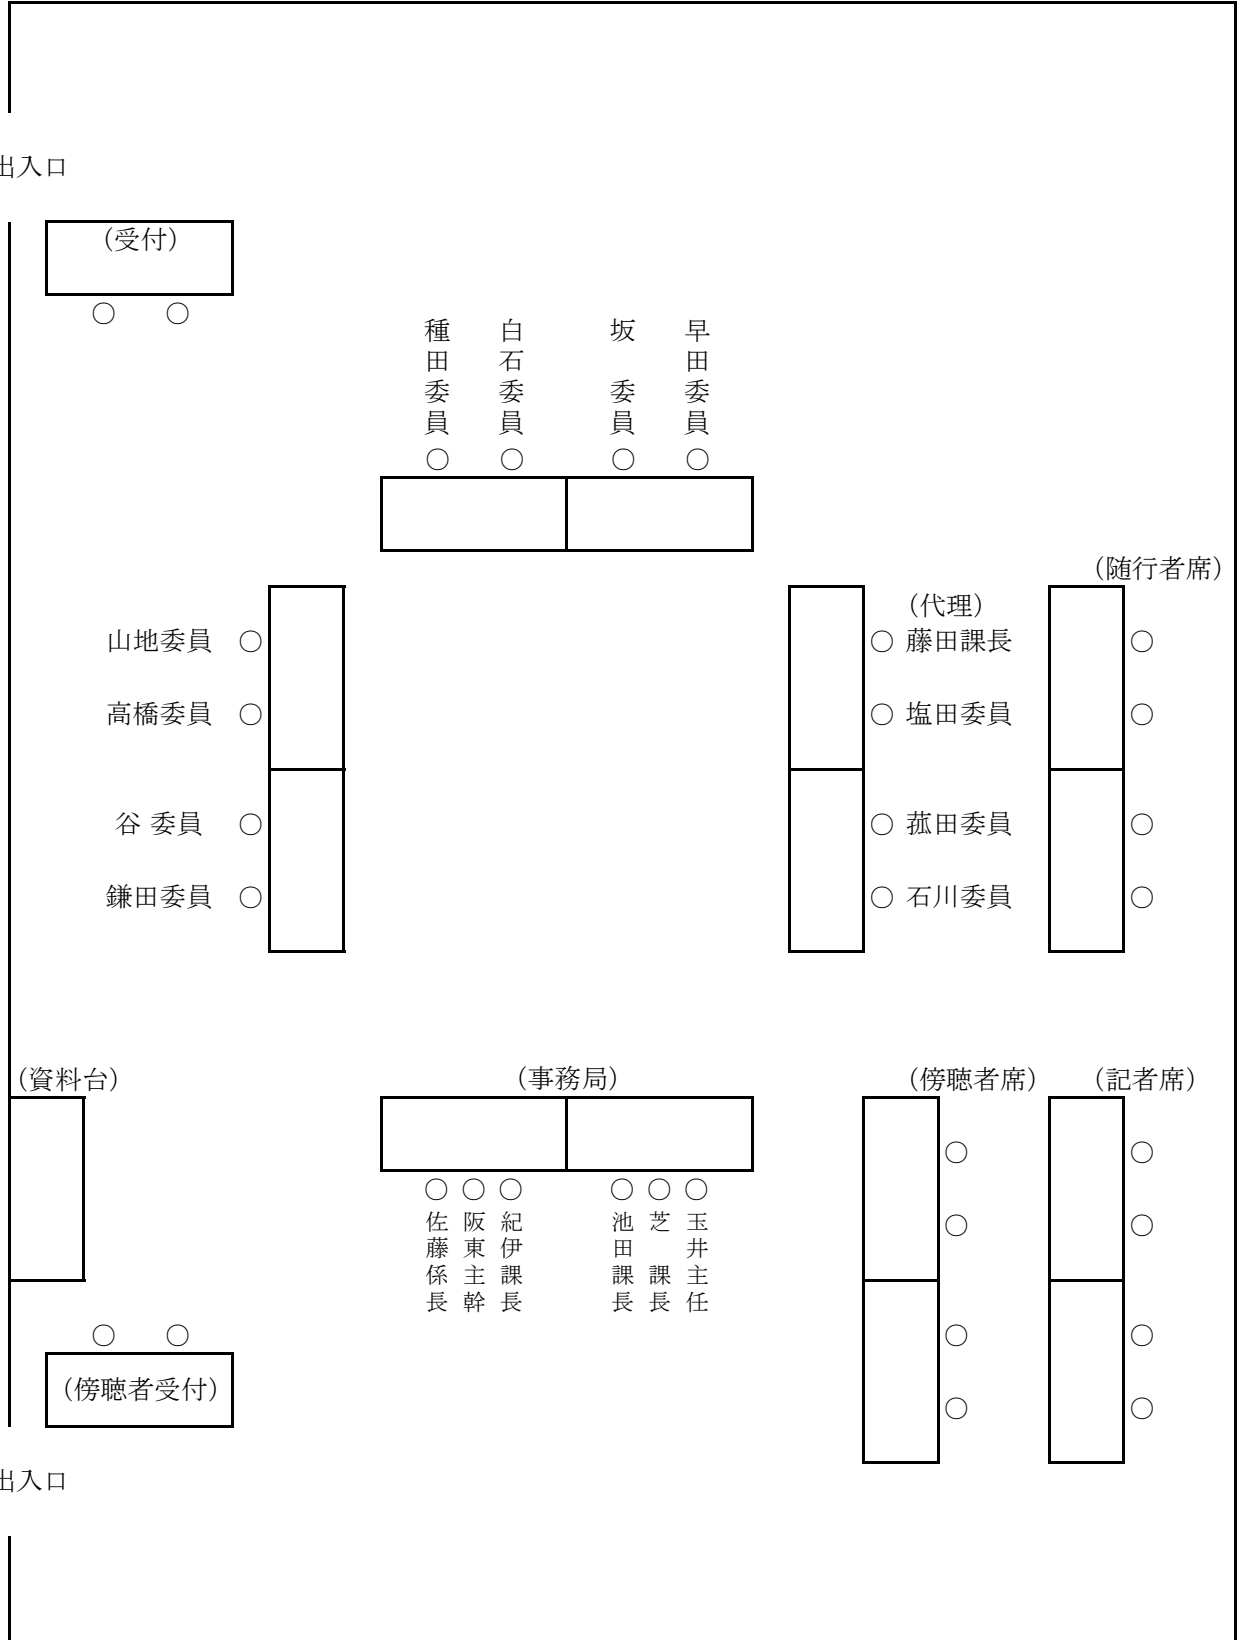 出入口
（受付）
種田委員
白石委員
坂 委員
早田委員
（随行者席）
（代理）
山地委員
藤田課長
高橋委員
塩田委員
谷 委員
菰田委員
鎌田委員
石川委員
（資料台）
（事務局）
（傍聴者席）
（記者席）
佐藤係長
阪東主幹
紀伊課長
池田課長
芝 課長
玉井主任
（傍聴者受付）
出入口